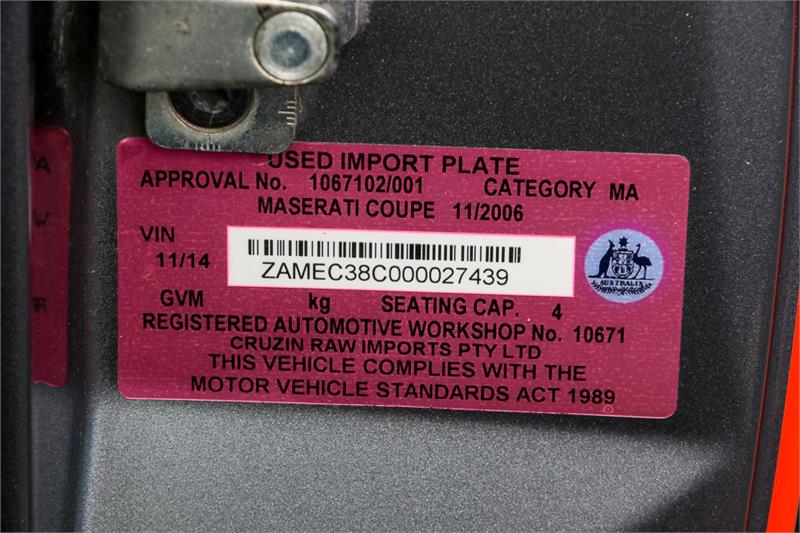 USED IMPORT PLATE
APPROVAL No. 1067102/001 CATEGORY MA
MASERATI COUPE 11/2006
VIN
11/14
ZAMEC38C000027439
AUSTRALIA
GVM kg SEATING CAP. 4
REGISTERED AUTOMOTIVE WORKSHOP No. 10671
CRUZIN RAW IMPORTS PTY LTD
THIS VEHICLE COMPLIES WITH THE
MOTOR VEHICLE STANDARDS ACT 1989